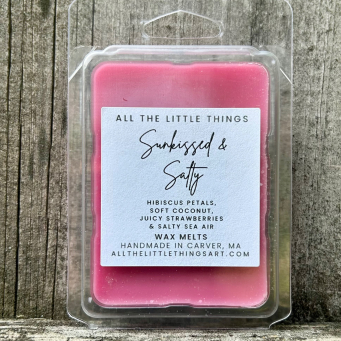 ALL THE LITTLE THINGS
Sunkissed &
Salty
HIBISCUS PETALS,
SOFT COCONUT,
JUICY STRAWBERRIES
& SALTY SEA AIR
WAX MELTS
HANDMADE IN CARVER, MA
ALLTHELITTLETHINGSART.COM